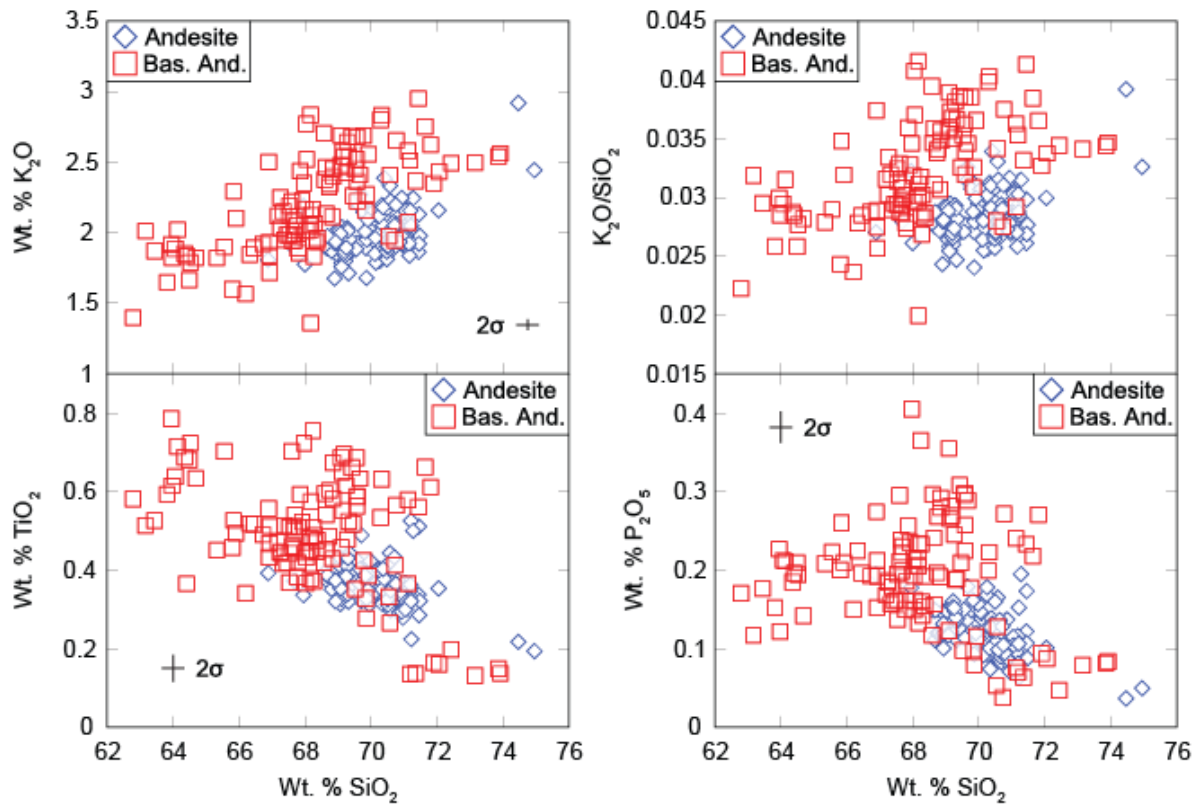 3.5
3
2.5
2
1.5
1
Wt. % K₂O
Andesite
Bas. And.
2σ
0.045
0.04
0.035
0.03
0.025
0.02
0.015
K₂O/SiO₂
Andesite
Bas. And.
1
0.8
0.6
0.4
0.2
0
Wt. % TiO₂
Andesite
Bas. And.
2σ
62 64 66 68 70 72 74 76
Wt. % SiO₂
0.4
0.3
0.2
0.1
0
Wt. % P₂O₅
2σ
Andesite
Bas. And.
62 64 66 68 70 72 74 76
Wt. % SiO₂